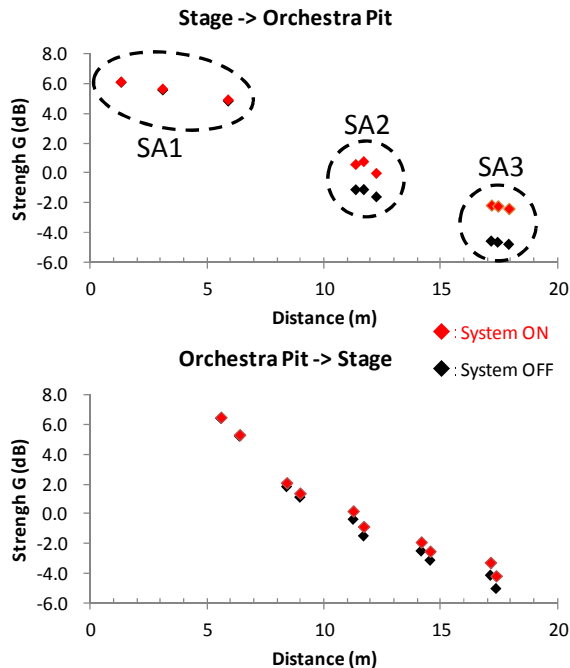 Stage -> Orchestra Pit
Strengh G (dB)
8.0
6.0
4.0
2.0
0.0
-2.0
-4.0
-6.0
SA1
SA2
SA3
0 5 10 15 20
Distance (m)
: System ON
: System OFF
Orchestra Pit -> Stage
Strengh G (dB)
8.0
6.0
4.0
2.0
0.0
-2.0
-4.0
-6.0
0 5 10 15 20
Distance (m)